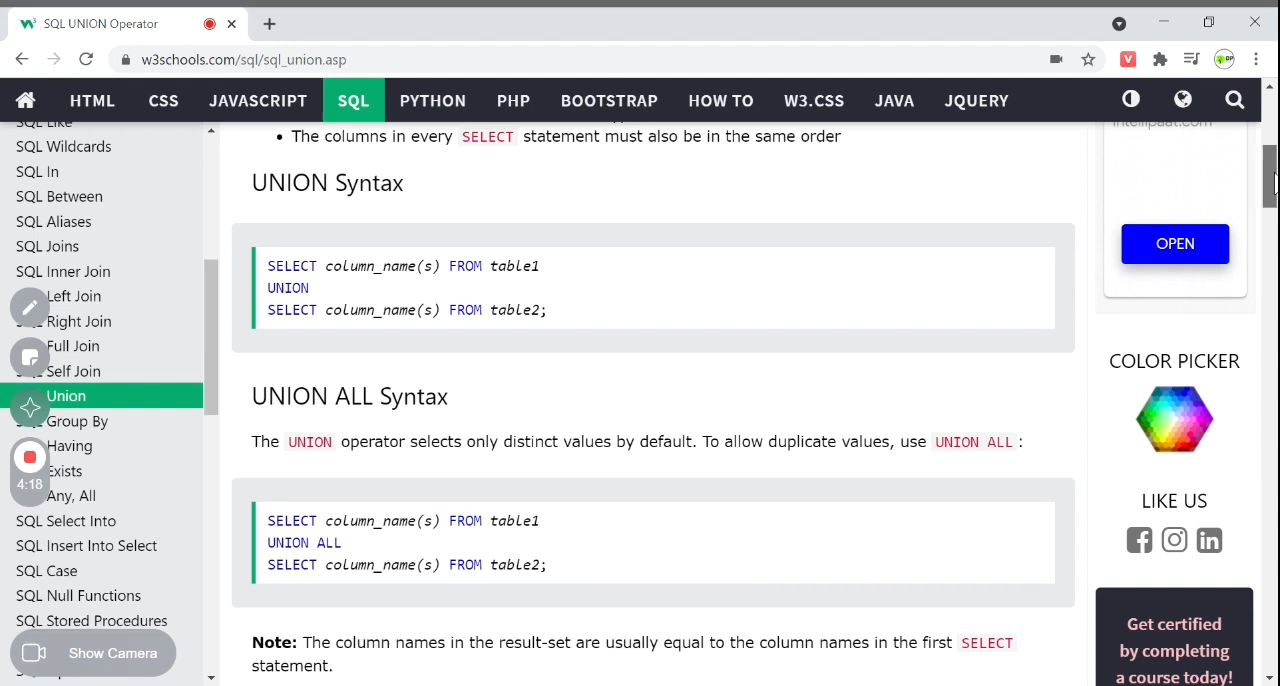 SQL UNION Operator
w3schools.com/sql/sql_union.asp
HTML CSS JAVASCRIPT SQL PYTHON PHP BOOTSTRAP HOW TO W3.CSS JAVA JQUERY
SQL Like
SQL Wildcards
SQL In
SQL Between
SQL Aliases
SQL Joins
SQL Inner Join
Left Join
Right Join
Full Join
Self Join
Union
Group By
Having
Exists
Any, All
SQL Select Into
SQL Insert Into Select
SQL Case
SQL Null Functions
SQL Stored Procedures
4:18
Show Camera
• The columns in every SELECT statement must also be in the same order
UNION Syntax
SELECT column_name(s) FROM table1
UNION
SELECT column_name(s) FROM table2;
UNION ALL Syntax
The UNION operator selects only distinct values by default. To allow duplicate values, use UNION ALL:
SELECT column_name(s) FROM table1
UNION ALL
SELECT column_name(s) FROM table2;
Note: The column names in the result-set are usually equal to the column names in the first SELECT
statement.
intellipaat.com
OPEN
COLOR PICKER
LIKE US
Get certified
by completing
a course today!